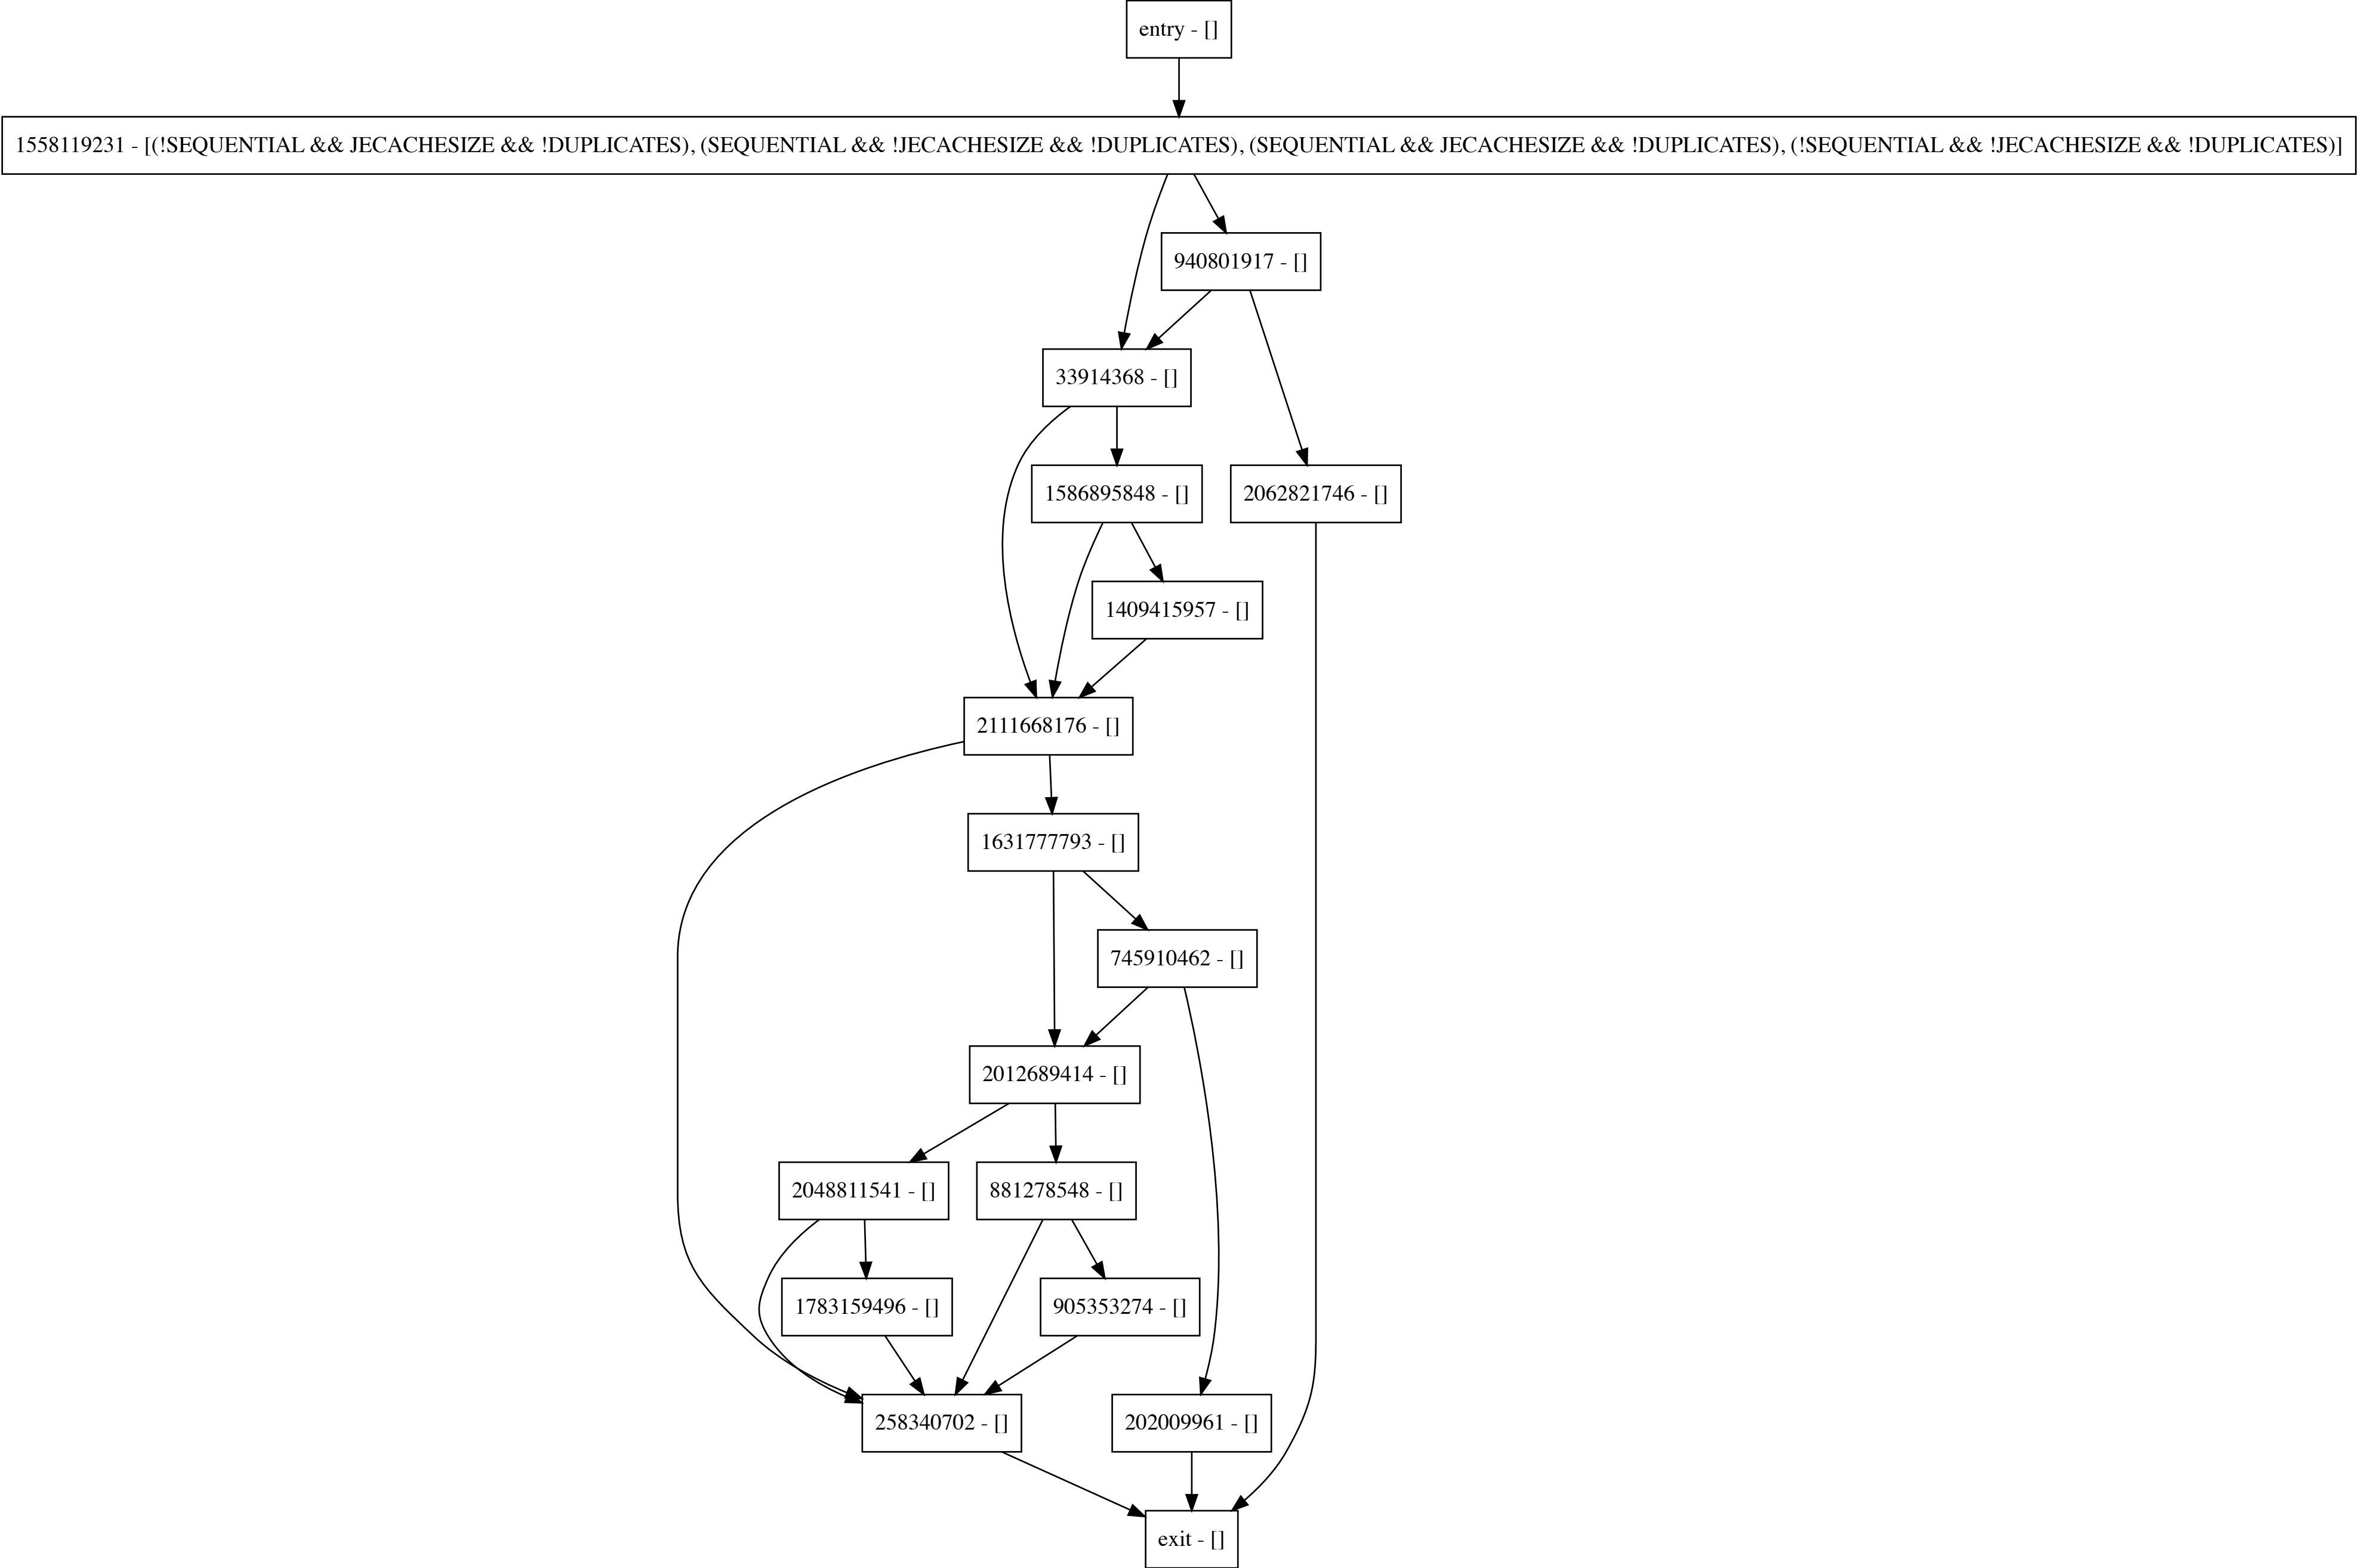 entry - []
1558119231 - [(!SEQUENTIAL && JECACHESIZE && !DUPLICATES), (SEQUENTIAL && !JECACHESIZE && !DUPLICATES), (SEQUENTIAL && JECACHESIZE && !DUPLICATES), (!SEQUENTIAL && !JECACHESIZE && !DUPLICATES)]
940801917 - []
33914368 - []
1586895848 - []
2062821746 - []
1409415957 - []
2111668176 - []
1631777793 - []
745910462 - []
2012689414 - []
2048811541 - []
881278548 - []
1783159496 - []
905353274 - []
258340702 - []
202009961 - []
exit - []